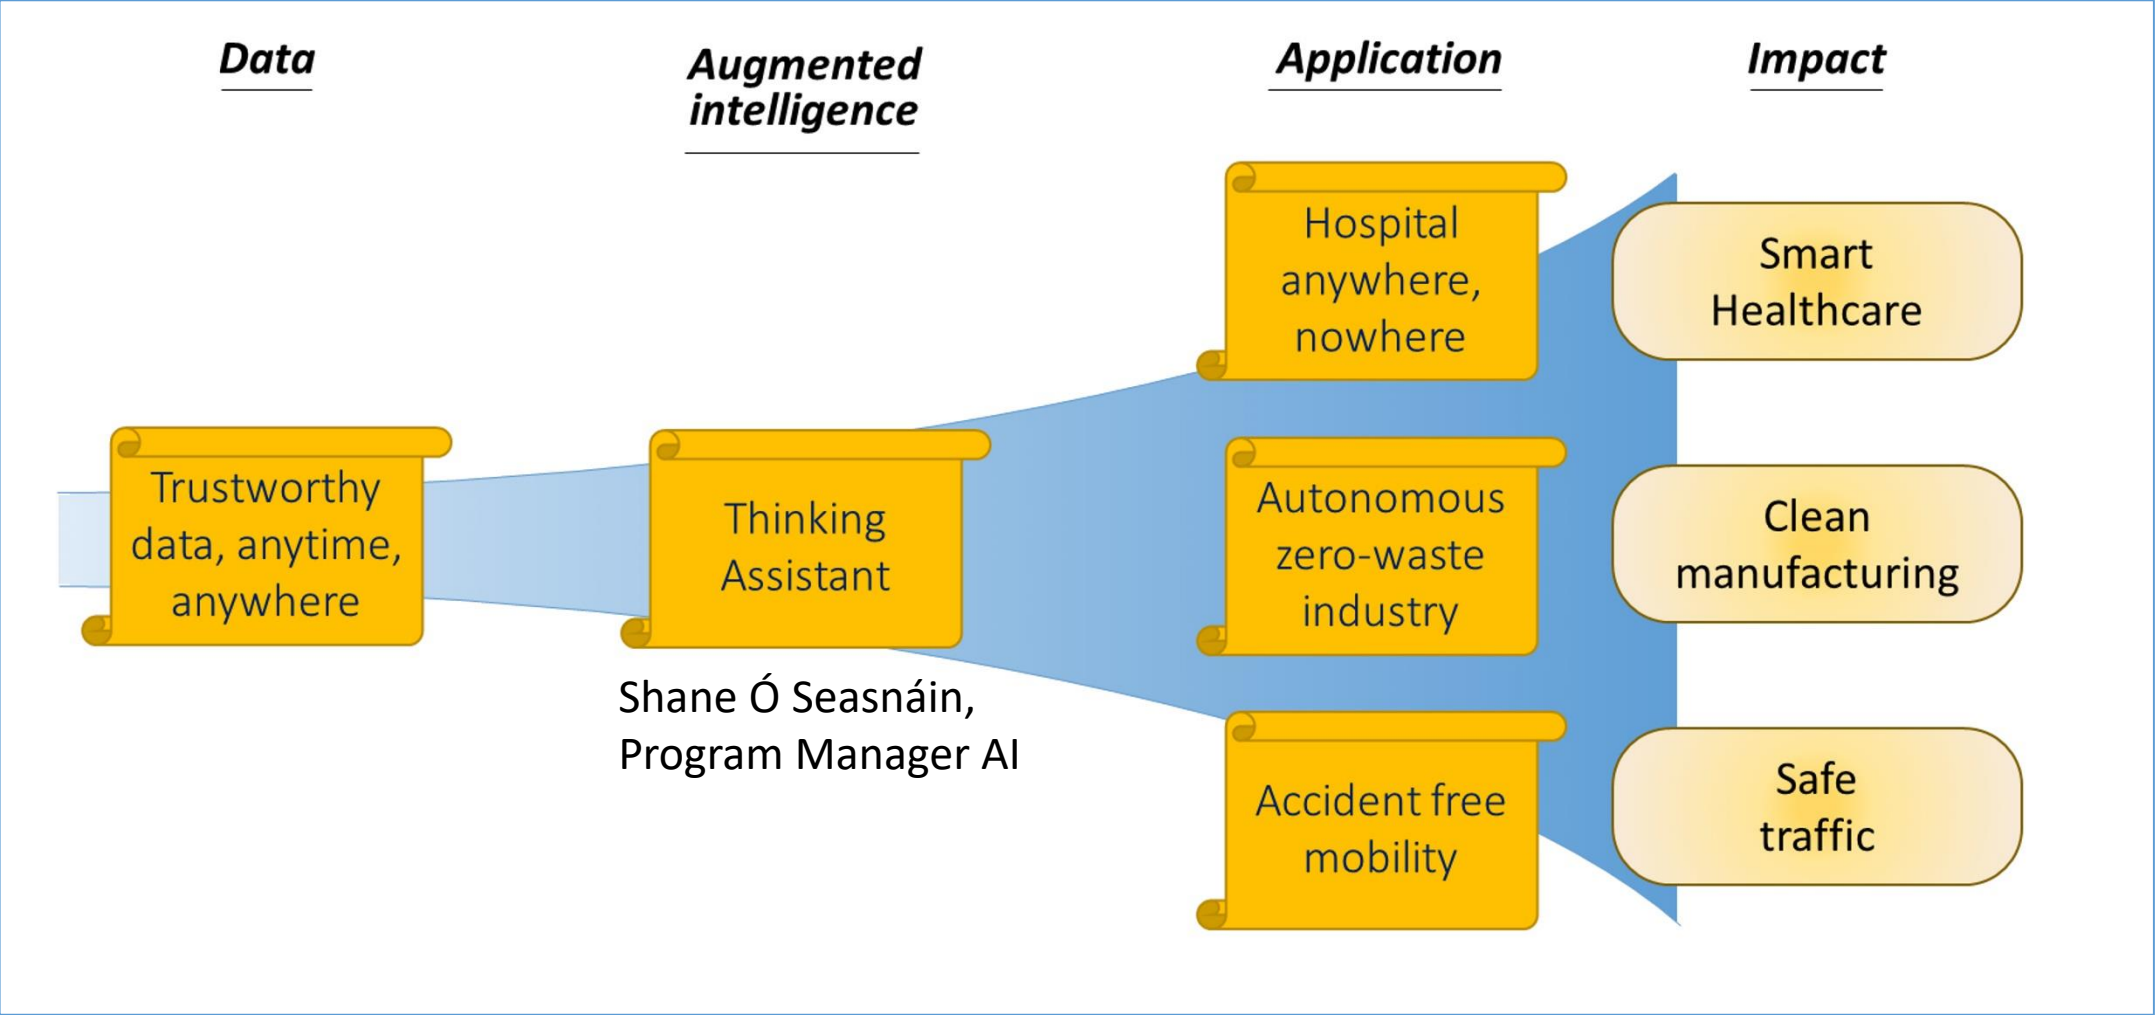 Data
Augmented
intelligence
Application
Impact
Trustworthy
data, anytime,
anywhere
Thinking
Assistant
Shane Ó Seasnáin,
Program Manager AI
Hospital
anywhere,
nowhere
Autonomous
zero-waste
industry
Accident free
mobility
Smart
Healthcare
Clean
manufacturing
Safe
traffic